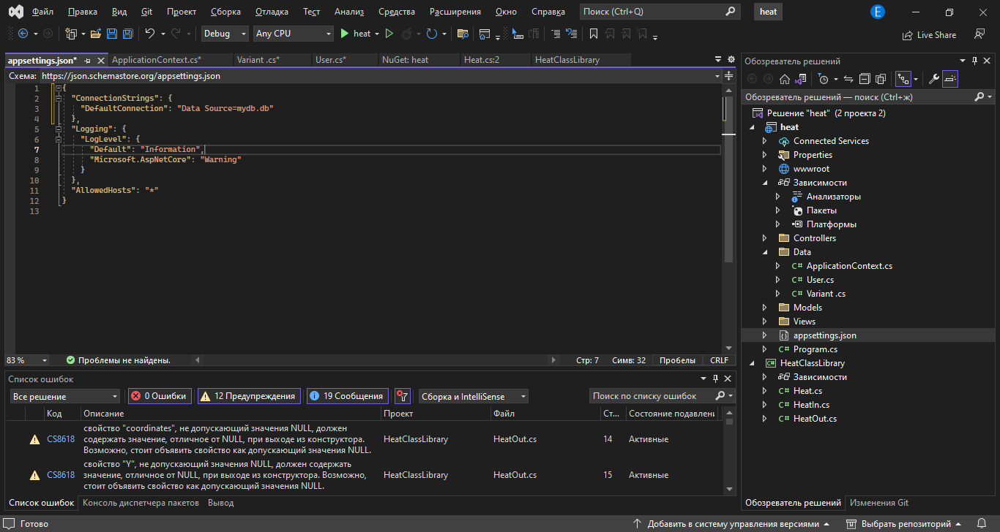 Файл Правка Вид Git Проект Сборка Отладка Тест Анализ Средства Расширения Окно Справка Поиск (Ctrl+Q) heat E
Debug Any CPU heat Live Share
appsettings.json* ApplicationContext.cs* Variant .cs* User.cs* NuGet: heat Heat.cs:2 HeatClassLibrary
Схема: https://json.schemastore.org/appsettings.json
1 {
2 "ConnectionStrings": {
3 "DefaultConnection": "Data Source=mydb.db"
4 },
5 "Logging": {
6 "LogLevel": {
7 "Default": "Information",
8 "Microsoft.AspNetCore": "Warning"
9 }
10 },
11 "AllowedHosts": "*"
12 }
13
83 % Проблемы не найдены. Стр: 7 Симв: 32 Пробелы CRLF
Список ошибок
Все решение 0 Ошибки 12 Предупреждения 19 Сообщения Сборка и IntelliSense Поиск по списку ошибок
Код Описание Проект Файл Ст... Состояние подавлени
свойство "coordinates", не допускающий значения NULL, должен
CS8618 содержать значение, отличное от NULL, при выходе из конструктора. HeatClassLibrary HeatOut.cs 14 Активные
Возможно, стоит объявить свойство как допускающий значения NULL.
свойство "Y", не допускающий значения NULL, должен содержать
CS8618 значение, отличное от NULL, при выходе из конструктора. Возможно, HeatClassLibrary HeatOut.cs 15 Активные
стоит объявить свойство как допускающий значения NULL.
Список ошибок Консоль диспетчера пакетов Вывод
Обозреватель решений
Обозреватель решений — поиск (Ctrl+ж)
Решение "heat" (2 проекта 2)
heat
Connected Services
Properties
wwwroot
Зависимости
Анализаторы
Пакеты
Платформы
Controllers
Data
C# ApplicationContext.cs
C# User.cs
C# Variant .cs
Models
Views
appsettings.json
C# Program.cs
C# HeatClassLibrary
Зависимости
C# Heat.cs
C# HeatIn.cs
C# HeatOut.cs
Обозреватель решений Изменения Git
Готово Добавить в систему управления версиями Выбрать репозиторий